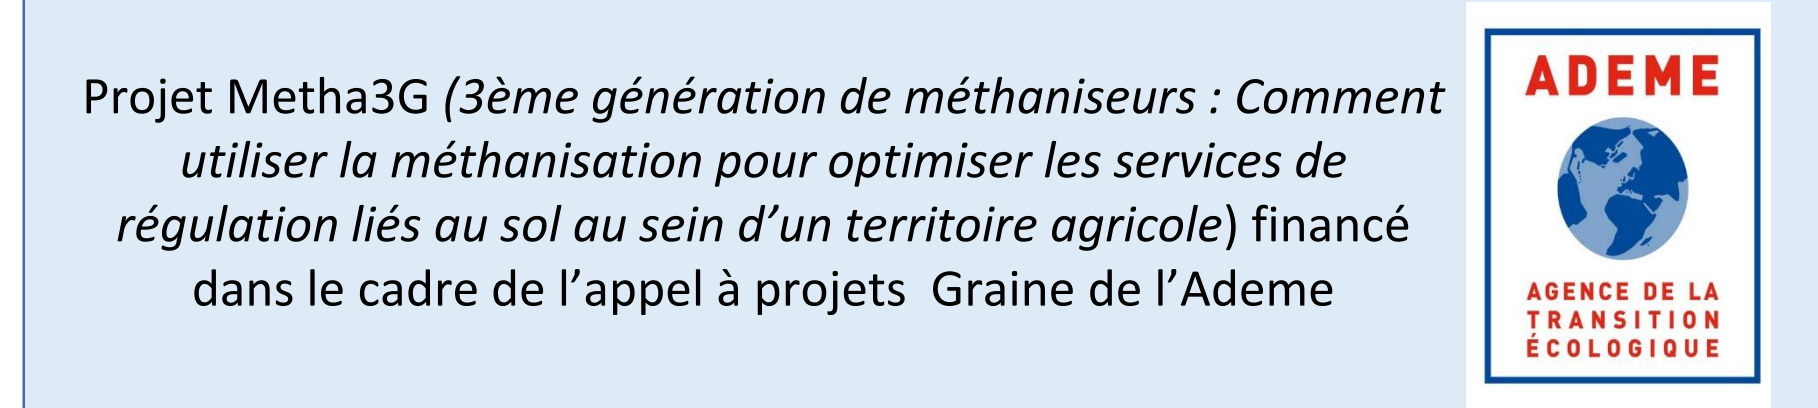 Projet Metha3G (3ème génération de méthaniseurs : Comment
utiliser la méthanisation pour optimiser les services de
régulation liés au sol au sein d’un territoire agricole) financé
dans le cadre de l’appel à projets  Graine de l’Ademe
ADEME
AGENCE DE LA
TRANSITION
ÉCOLOGIQUE